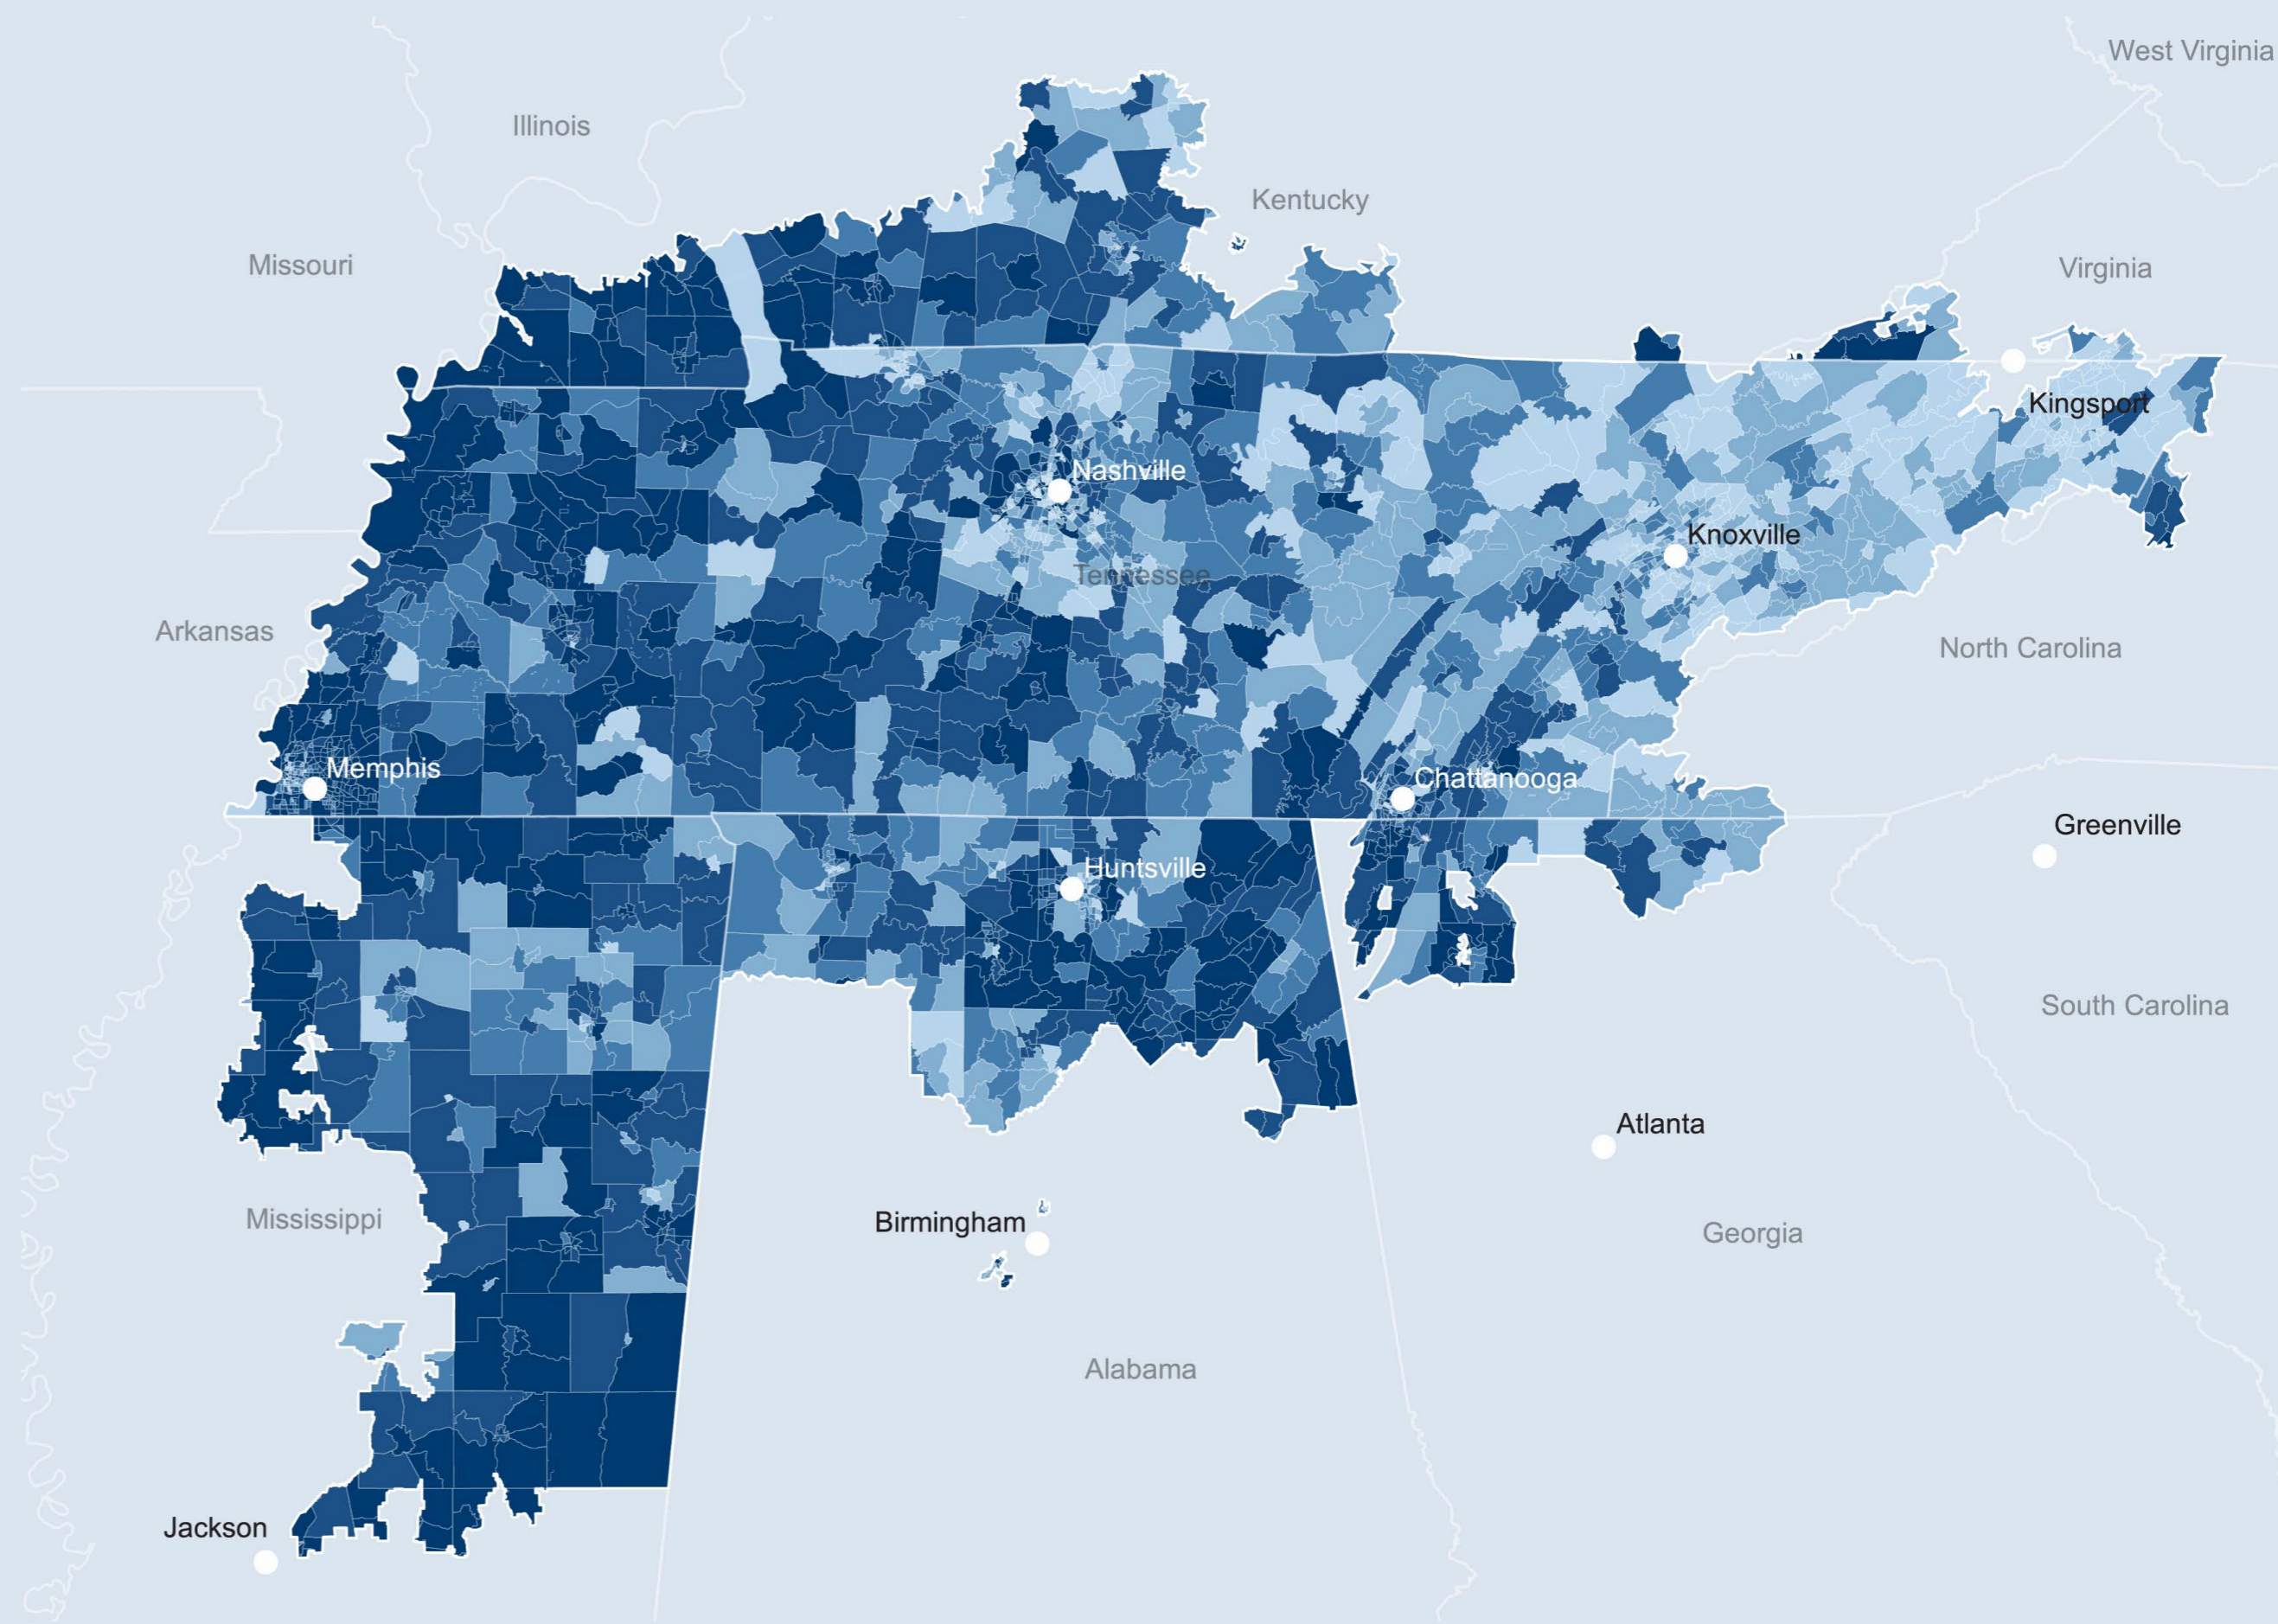 West Virginia
Illinois
Kentucky
Missouri
Virginia
Kingsport
Nashville
Knoxville
Tennessee
Arkansas
North Carolina
Memphis
Chattanooga
Greenville
Huntsville
South Carolina
Atlanta
Mississippi
Birmingham
Georgia
Alabama
Jackson